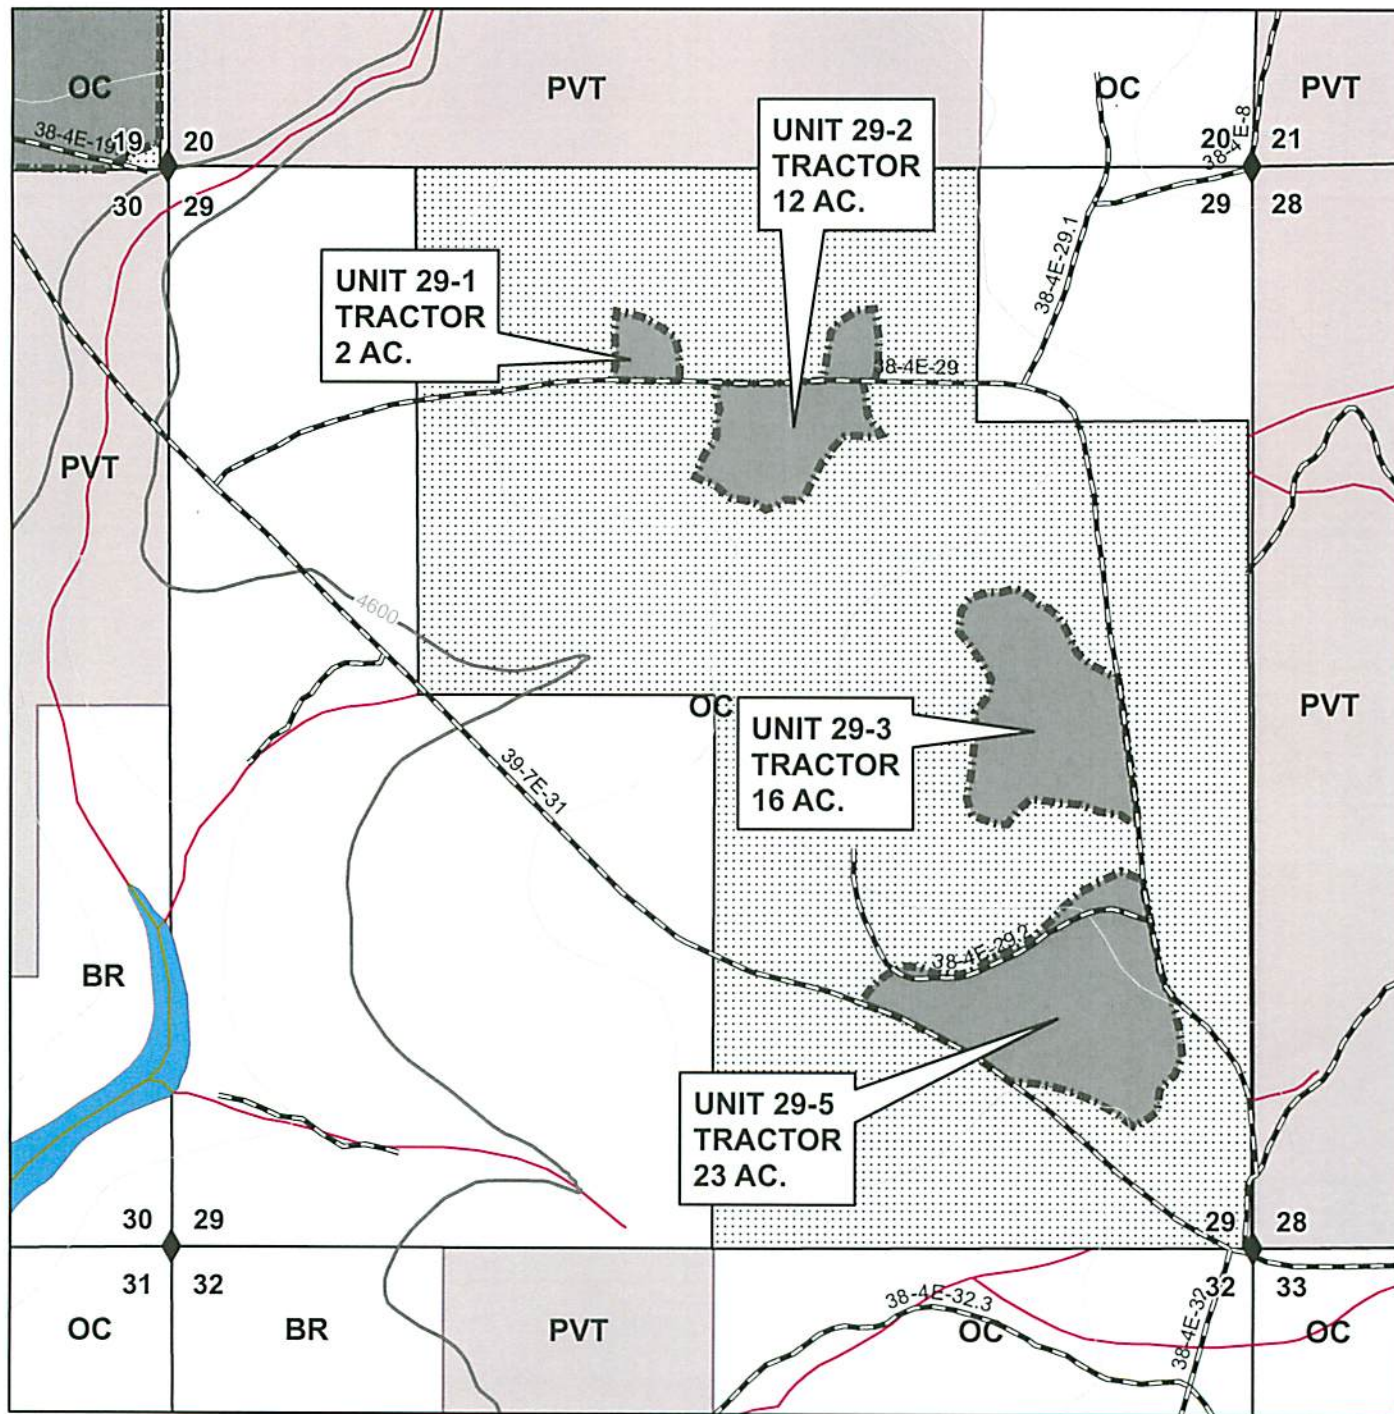 OC
PVT
OC
PVT
38-4E-19
19
20
20
38-4E-8
21
30
29
29
28
UNIT 29-2
TRACTOR
12 AC.
UNIT 29-1
TRACTOR
2 AC.
38-4E-29.1
38-4E-29
PVT
4600
OC
UNIT 29-3
TRACTOR
16 AC.
PVT
39-7E-31
BR
38-4E-29.2
UNIT 29-5
TRACTOR
23 AC.
30
29
29
28
31
32
32
33
38-4E-32.3
38-4E-32
OC
BR
PVT
OC
OC